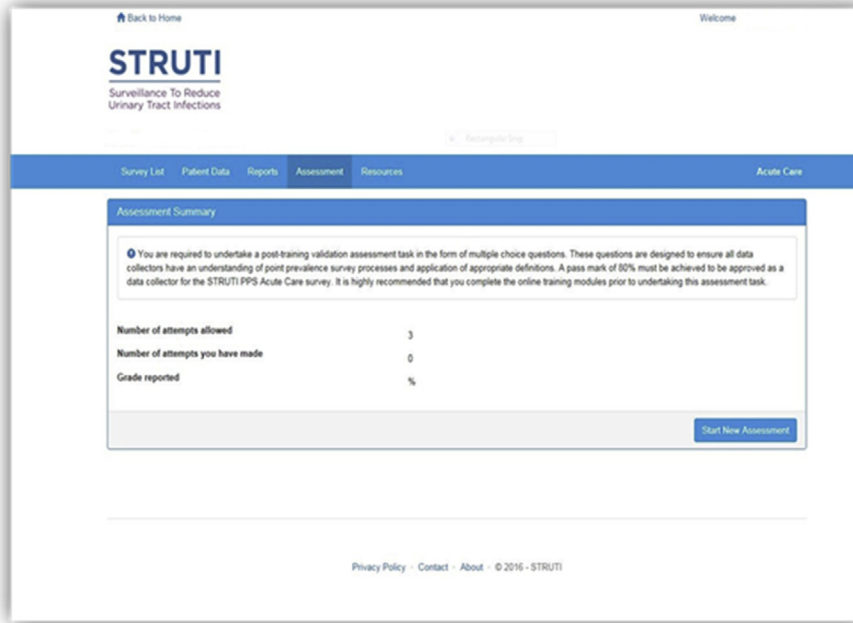 Back to Home
Welcome
STRUTI
Surveillance To Reduce
Urinary Tract Infections
Rectangular Snip
Survey List Patient Data Reports Assessment Resources Acute Care
Assessment Summary
You are required to undertake a post-training validation assessment task in the form of multiple choice questions. These questions are designed to ensure all data
collectors have an understanding of point prevalence survey processes and application of appropriate definitions. A pass mark of 80% must be achieved to be approved as a
data collector for the STRUTI PPS Acute Care survey. It is highly recommended that you complete the online training modules prior to undertaking this assessment task.
Number of attempts allowed 3
Number of attempts you have made 0
Grade reported %
Start New Assessment
Privacy Policy - Contact - About - © 2016 - STRUTI